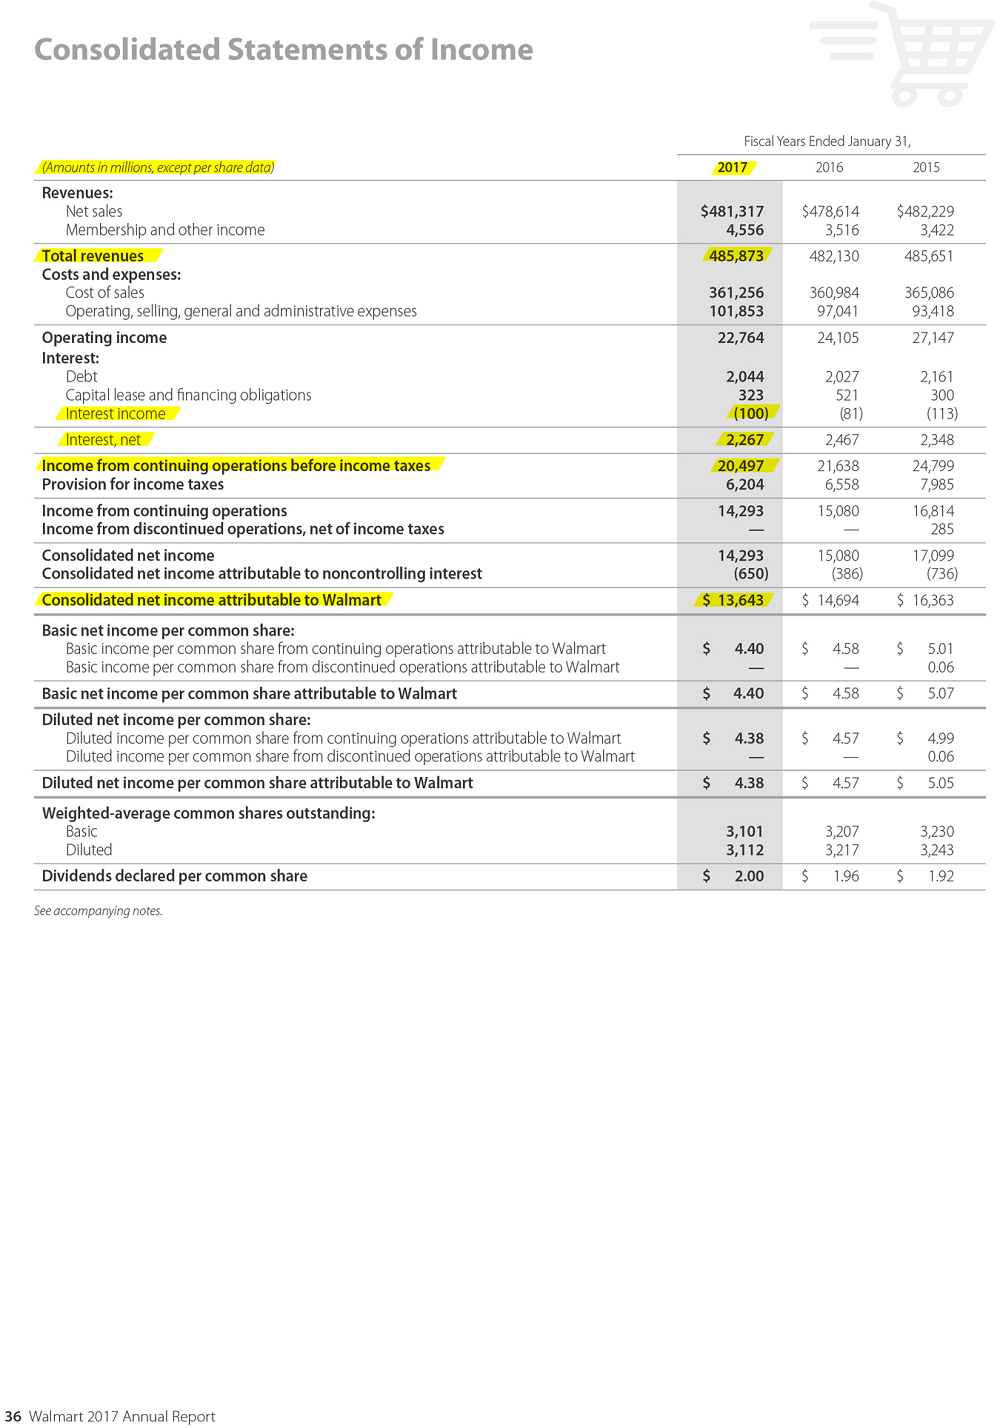 Consolidated Statements of Income
Fiscal Years Ended January 31,
(Amounts in millions, except per share data) 2017 2016 2015
Revenues:
Net sales $481,317 $478,614 $482,229
Membership and other income 4,556 3,516 3,422
Total revenues 485,873 482,130 485,651
Costs and expenses:
Cost of sales 361,256 360,984 365,086
Operating, selling, general and administrative expenses 101,853 97,041 93,418
Operating income 22,764 24,105 27,147
Interest:
Debt 2,044 2,027 2,161
Capital lease and financing obligations 323 521 300
Interest income (100) (81) (113)
Interest, net 2,267 2,467 2,348
Income from continuing operations before income taxes 20,497 21,638 24,799
Provision for income taxes 6,204 6,558 7,985
Income from continuing operations 14,293 15,080 16,814
Income from discontinued operations, net of income taxes — — 285
Consolidated net income 14,293 15,080 17,099
Consolidated net income attributable to noncontrolling interest (650) (386) (736)
Consolidated net income attributable to Walmart $ 13,643 $ 14,694 $ 16,363
Basic net income per common share:
Basic income per common share from continuing operations attributable to Walmart $ 4.40 $ 4.58 $ 5.01
Basic income per common share from discontinued operations attributable to Walmart — — 0.06
Basic net income per common share attributable to Walmart $ 4.40 $ 4.58 $ 5.07
Diluted net income per common share:
Diluted income per common share from continuing operations attributable to Walmart $ 4.38 $ 4.57 $ 4.99
Diluted income per common share from discontinued operations attributable to Walmart — — 0.06
Diluted net income per common share attributable to Walmart $ 4.38 $ 4.57 $ 5.05
Weighted-average common shares outstanding:
Basic 3,101 3,207 3,230
Diluted 3,112 3,217 3,243
Dividends declared per common share $ 2.00 $ 1.96 $ 1.92
See accompanying notes.
36 Walmart 2017 Annual Report